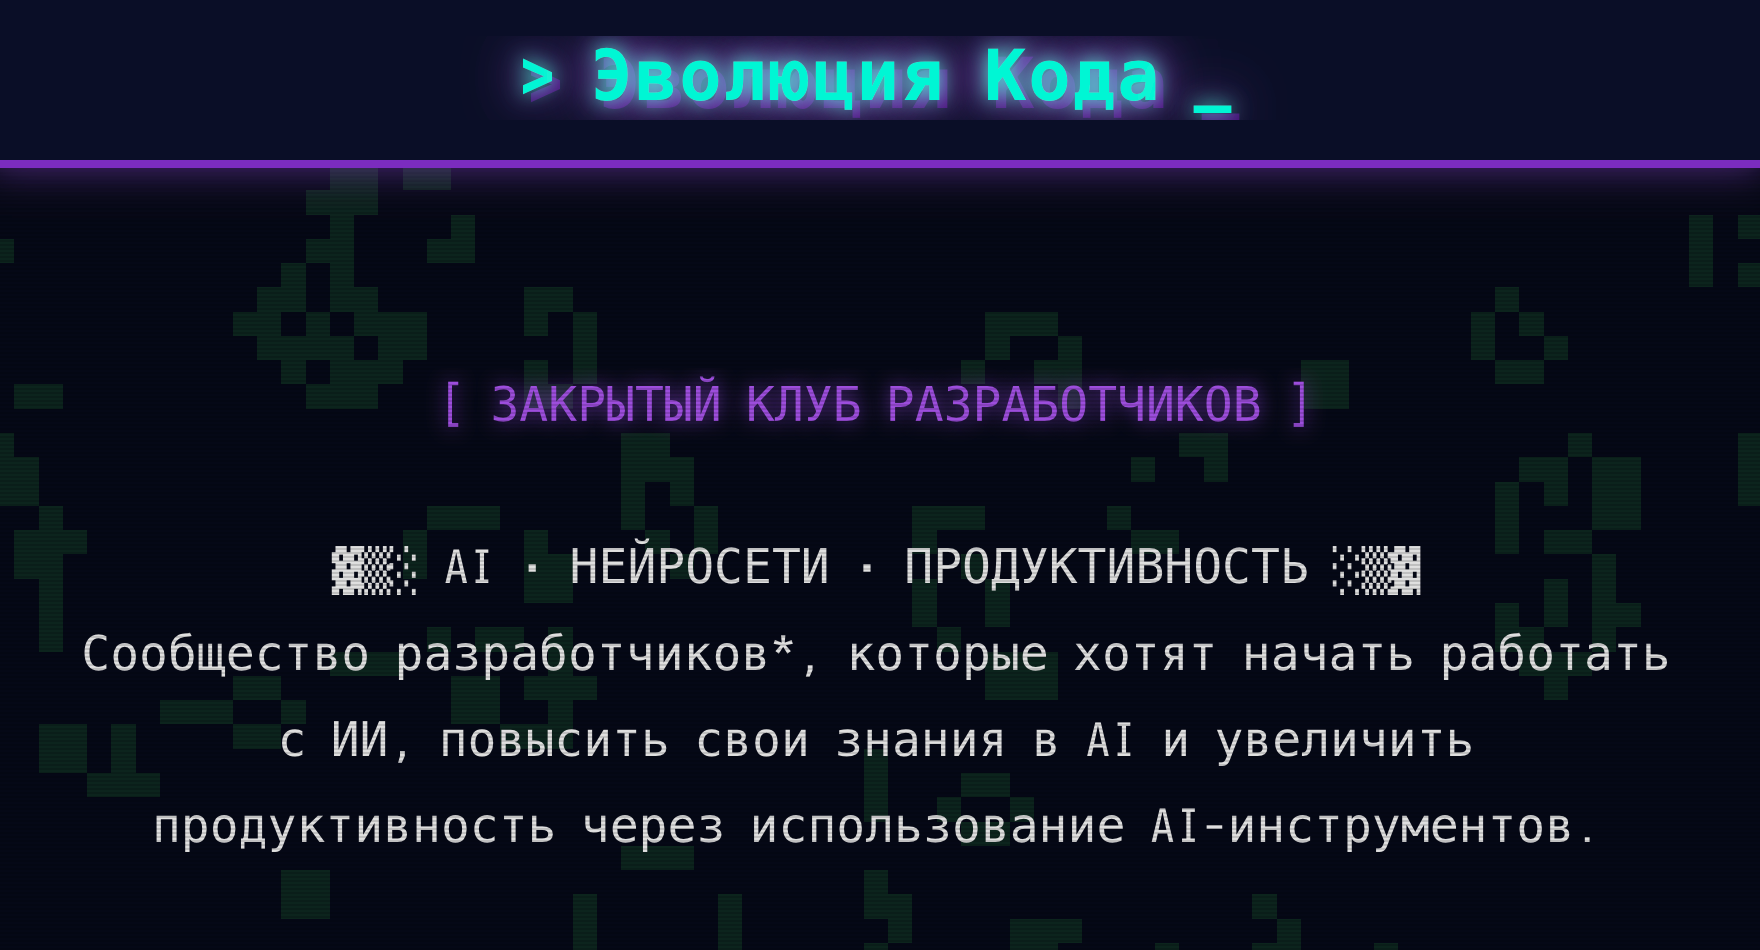 > Эволюция Кода _
[ ЗАКРЫТЫЙ КЛУБ РАЗРАБОТЧИКОВ ]
▓▒░ AI · НЕЙРОСЕТИ · ПРОДУКТИВНОСТЬ ░▒▓
Сообщество разработчиков*, которые хотят начать работать
с ИИ, повысить свои знания в AI и увеличить
продуктивность через использование AI-инструментов.